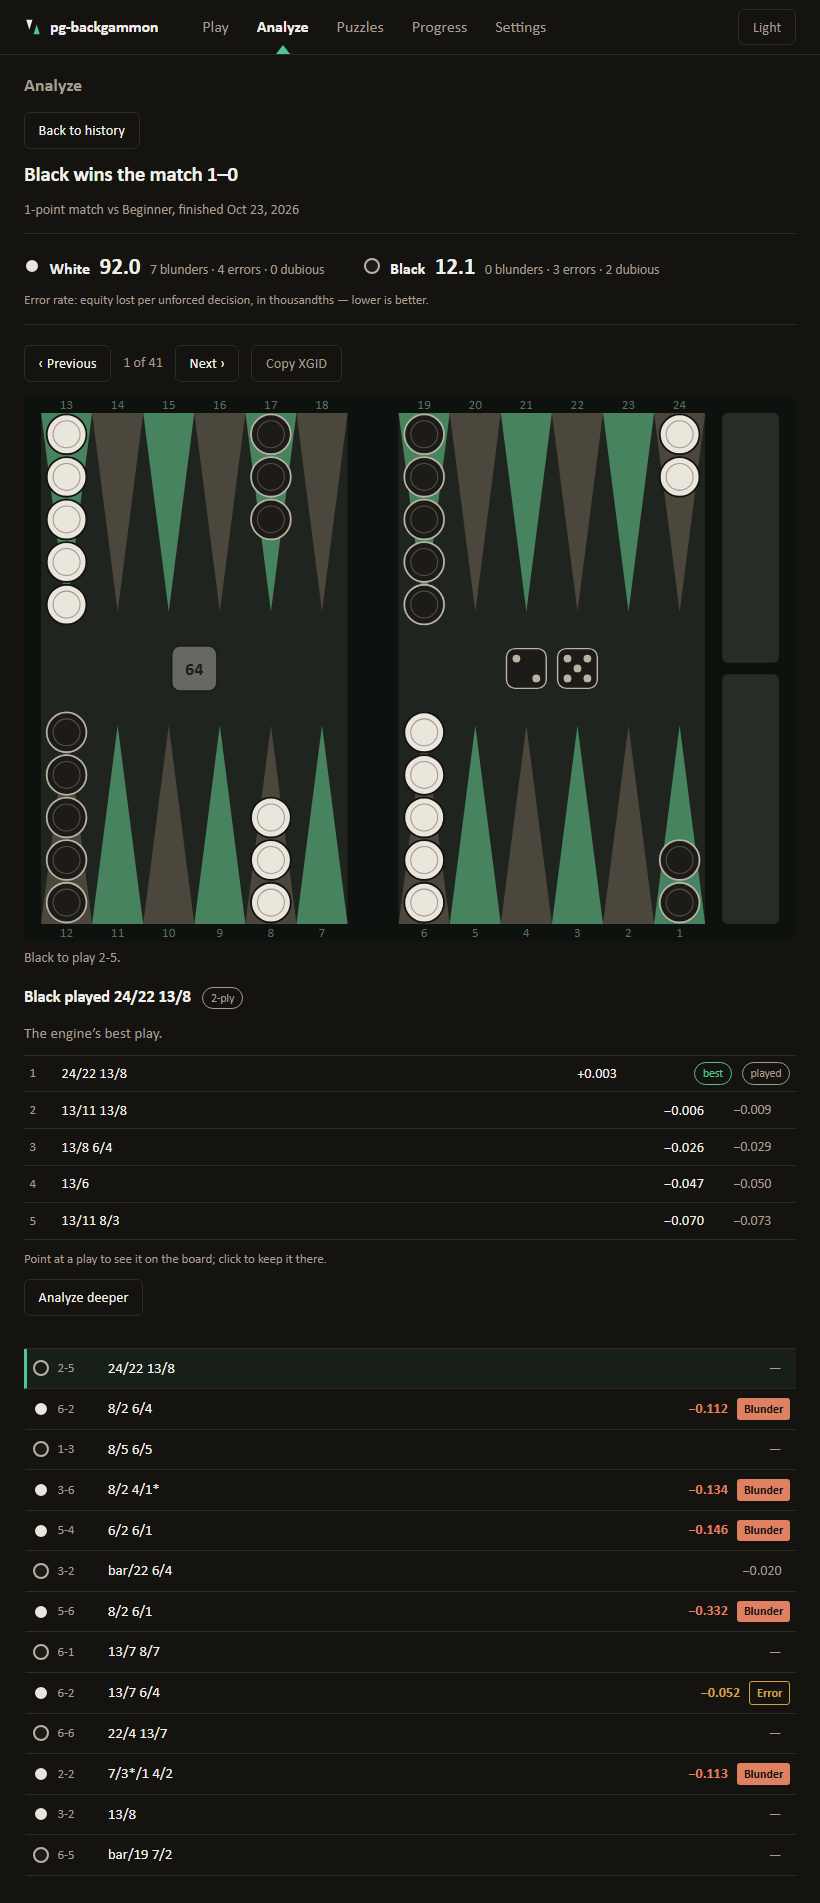 pg-backgammon Play Analyze Puzzles Progress Settings Light
Analyze
Back to history
Black wins the match 1–0
1-point match vs Beginner, finished Oct 23, 2026
White 92.0 7 blunders · 4 errors · 0 dubious Black 12.1 0 blunders · 3 errors · 2 dubious
Error rate: equity lost per unforced decision, in thousandths — lower is better.
‹ Previous 1 of 41 Next › Copy XGID
13 14 15 16 17 18 19 20 21 22 23 24
64
12 11 10 9 8 7 6 5 4 3 2 1
Black to play 2-5.
Black played 24/22 13/8 2-ply
The engine’s best play.
1 24/22 13/8 +0.003 best played
2 13/11 13/8 −0.006 −0.009
3 13/8 6/4 −0.026 −0.029
4 13/6 −0.047 −0.050
5 13/11 8/3 −0.070 −0.073
Point at a play to see it on the board; click to keep it there.
Analyze deeper
2-5 24/22 13/8 —
6-2 8/2 6/4 −0.112 Blunder
1-3 8/5 6/5 —
3-6 8/2 4/1* −0.134 Blunder
5-4 6/2 6/1 −0.146 Blunder
3-2 bar/22 6/4 −0.020
5-6 8/2 6/1 −0.332 Blunder
6-1 13/7 8/7 —
6-2 13/7 6/4 −0.052 Error
6-6 22/4 13/7 —
2-2 7/3*/1 4/2 −0.113 Blunder
3-2 13/8 —
6-5 bar/19 7/2 —